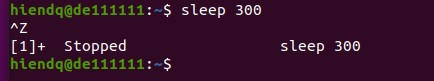 hiendq@de111111:~$ sleep 300
^Z
[1]+  Stopped                 sleep 300
hiendq@de111111:~$